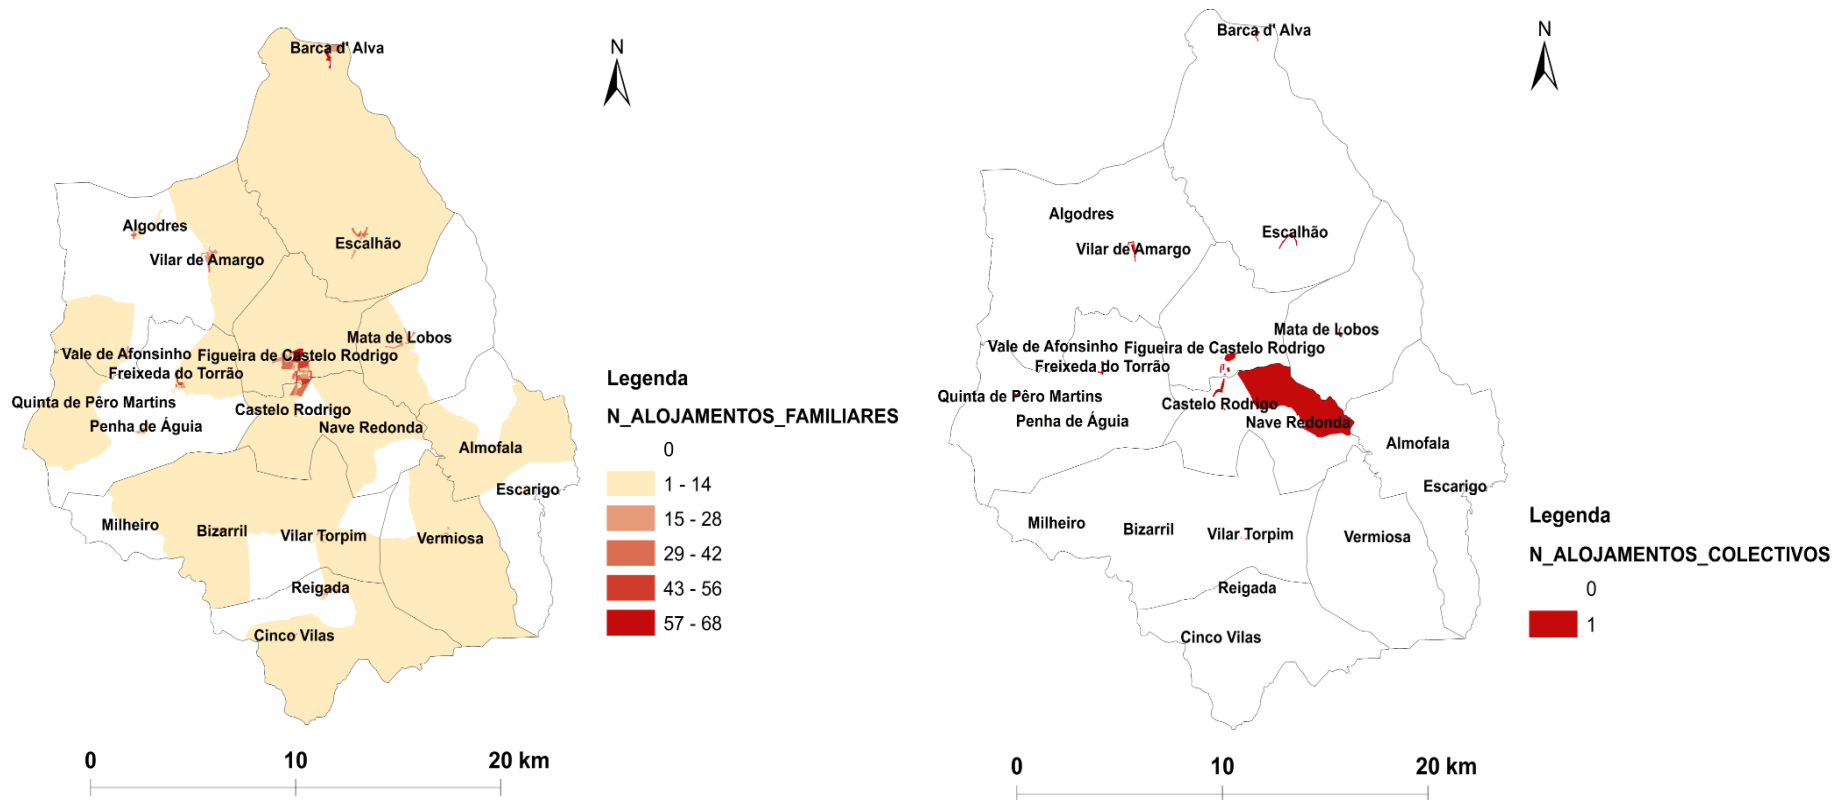 Barca d' Alva
N
Algodres
Escalhão
Vilar de Amargo
Mata de Lobos
Vale de Afonsinho
Figueira de Castelo Rodrigo
Freixeda do Torrão
Quinta de Pêro Martins
Castelo Rodrigo
Penha de Águia
Nave Redonda
Almofala
Escarigo
Milheiro
Bizarril
Vilar Torpim
Vermiosa
Reigada
Cinco Vilas
Legenda
N_ALOJAMENTOS_FAMILIARES
0
1 - 14
15 - 28
29 - 42
43 - 56
57 - 68
0 10 20 km
Barca d' Alva
N
Algodres
Escalhão
Vilar de Amargo
Mata de Lobos
Vale de Afonsinho
Figueira de Castelo Rodrigo
Freixeda do Torrão
Quinta de Pêro Martins
Castelo Rodrigo
Penha de Águia
Nave Redonda
Almofala
Escarigo
Milheiro
Bizarril
Vilar Torpim
Vermiosa
Reigada
Cinco Vilas
Legenda
N_ALOJAMENTOS_COLECTIVOS
0
1
0 10 20 km